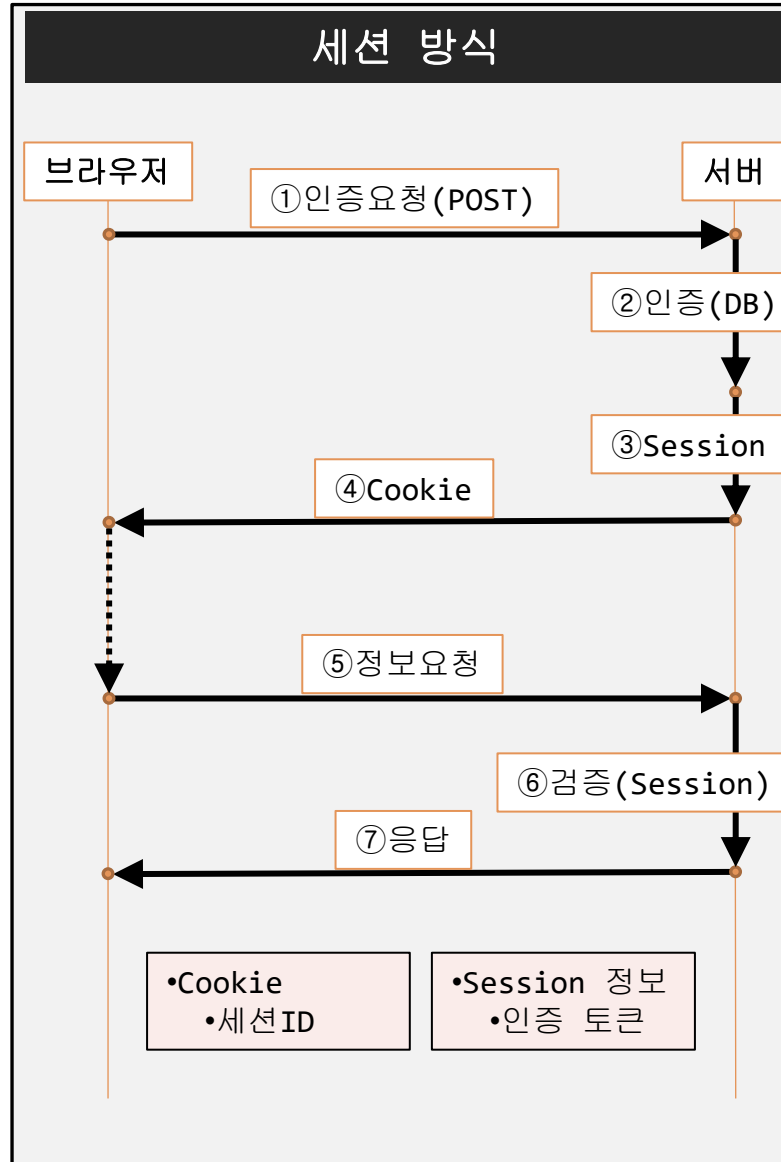 세션 방식
브라우저
서버
①인증요청(POST)
②인증(DB)
③Session
④Cookie
⑤정보요청
⑥검증(Session)
⑦응답
•Cookie
•세션ID
•Session 정보
•인증 토큰